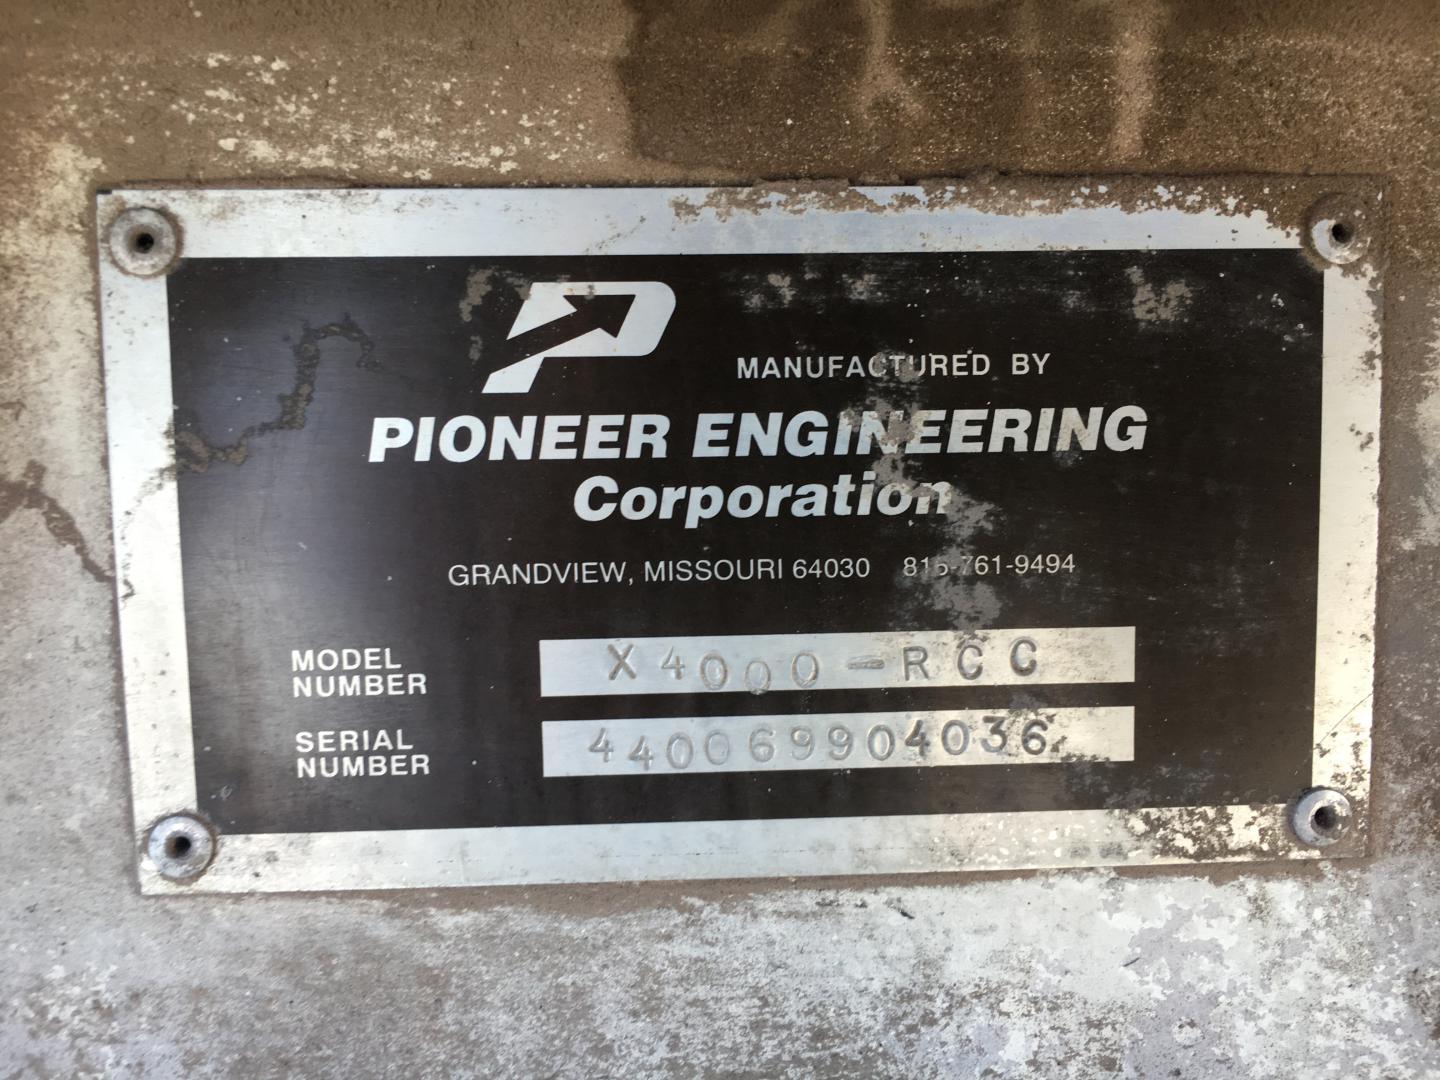 P
MANUFACTURED BY
PIONEER ENGINEERING
Corporation
GRANDVIEW, MISSOURI 64030 816-761-9494
MODEL NUMBER X4000-RCC
SERIAL NUMBER 440069904036